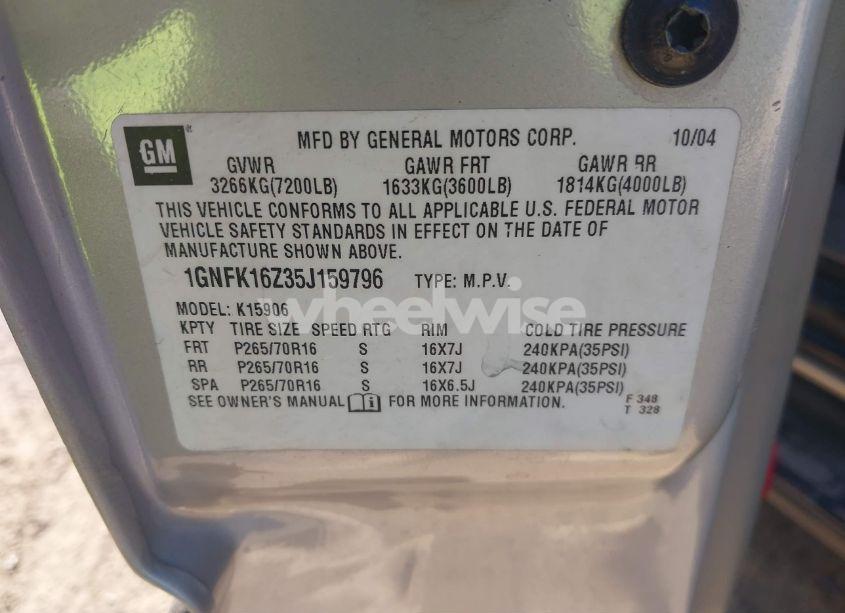 GM
MFD BY GENERAL MOTORS CORP. 10/04
GVWR GAWR FRT GAWR RR
3266KG(7200LB) 1633KG(3600LB) 1814KG(4000LB)
THIS VEHICLE CONFORMS TO ALL APPLICABLE U.S. FEDERAL MOTOR
VEHICLE SAFETY STANDARDS IN EFFECT ON THE DATE OF
MANUFACTURE SHOWN ABOVE.
1GNFK16Z35J159796 TYPE: M.P.V.
MODEL: K15906
wheelwise
KPTY TIRE SIZE SPEED RTG RIM COLD TIRE PRESSURE
FRT P265/70R16 S 16X7J 240KPA(35PSI)
RR P265/70R16 S 16X7J 240KPA(35PSI)
SPA P265/70R16 S 16X6.5J 240KPA(35PSI)
SEE OWNER'S MANUAL FOR MORE INFORMATION.
F 348
T 328